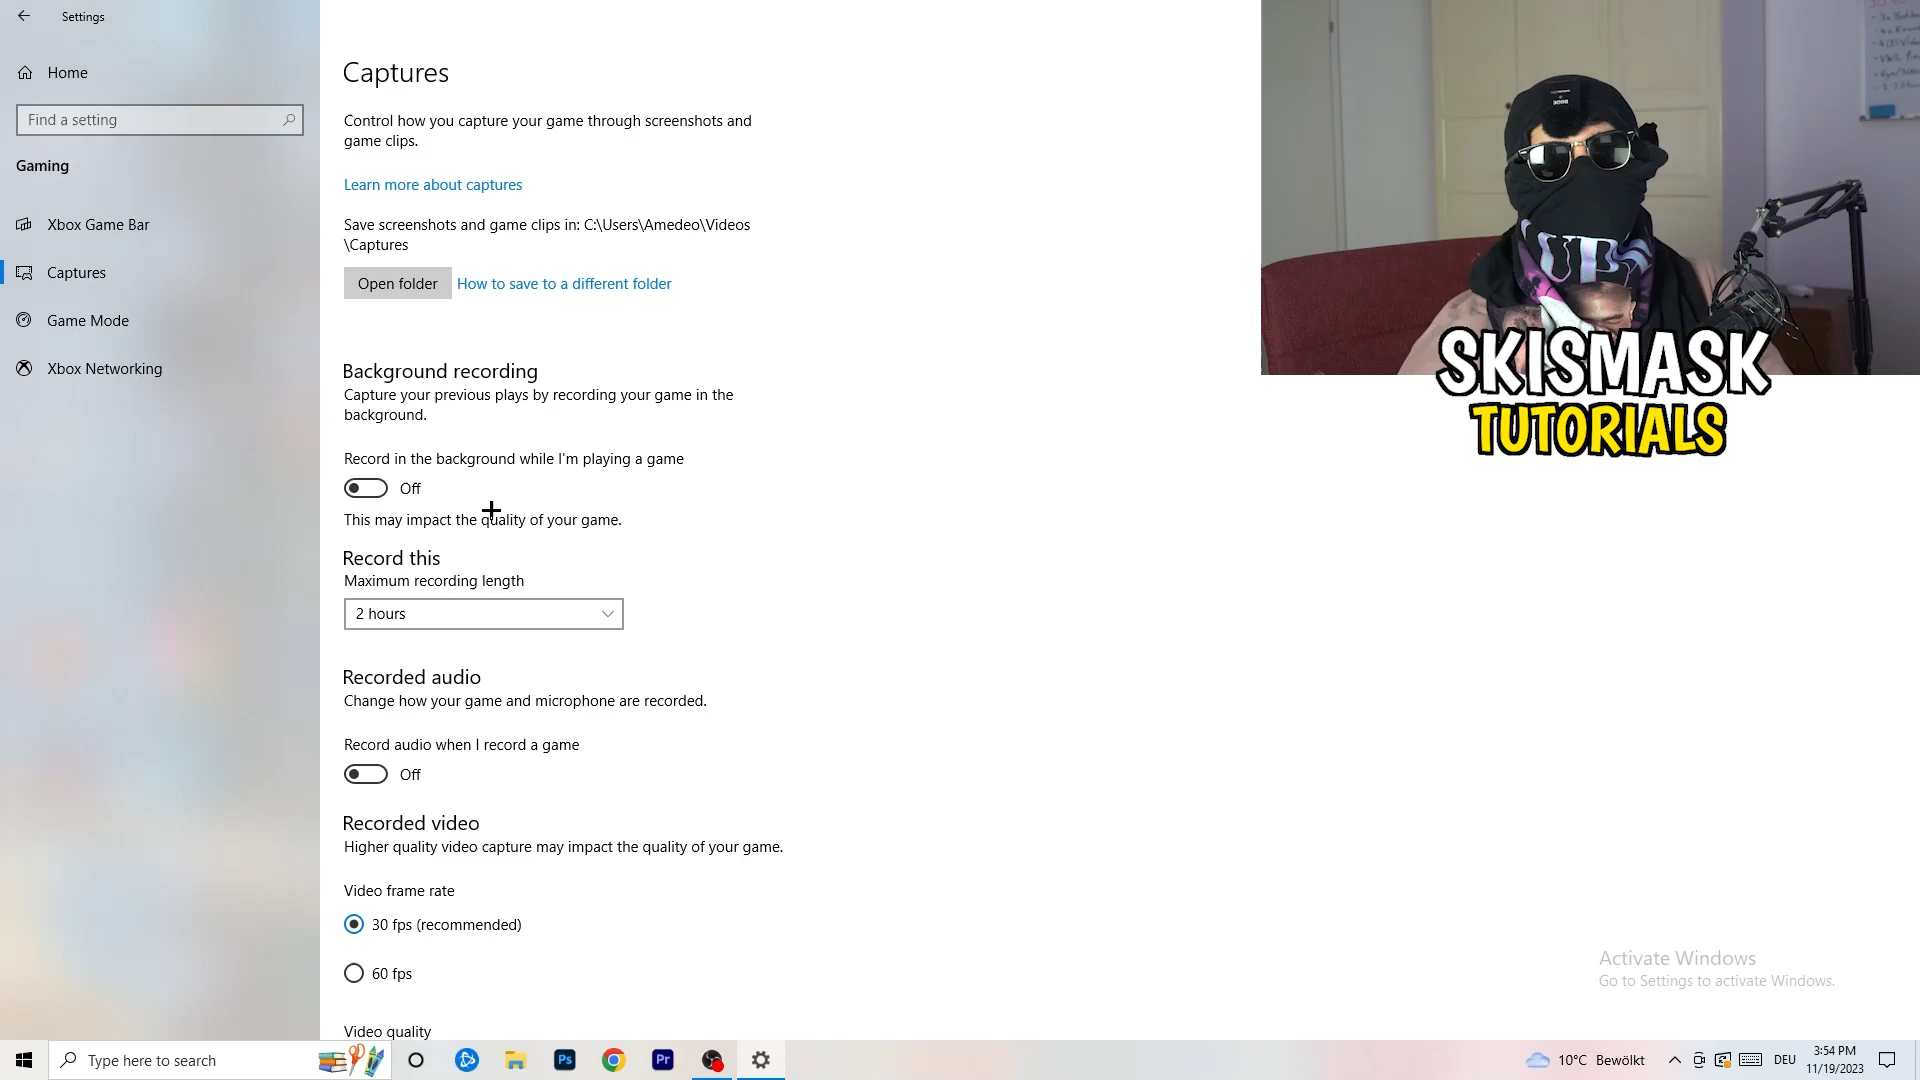 Settings
Home
Find a setting
Gaming
Xbox Game Bar
Captures
Game Mode
Xbox Networking
Captures
Control how you capture your game through screenshots and
game clips.
Learn more about captures
Save screenshots and game clips in: C:\Users\Amedeo\Videos
\Captures
Open folder
How to save to a different folder
Background recording
Capture your previous plays by recording your game in the
background.
Record in the background while I'm playing a game
Off
This may impact the quality of your game.
Record this
Maximum recording length
2 hours
Recorded audio
Change how your game and microphone are recorded.
Record audio when I record a game
Off
Recorded video
Higher quality video capture may impact the quality of your game.
Video frame rate
30 fps (recommended)
60 fps
Video quality
SKISMASK
TUTORIALS
Activate Windows
Go to Settings to activate Windows.
Type here to search
Ps
Pr
10°C Bewölkt
DEU
3:54 PM
11/19/2023